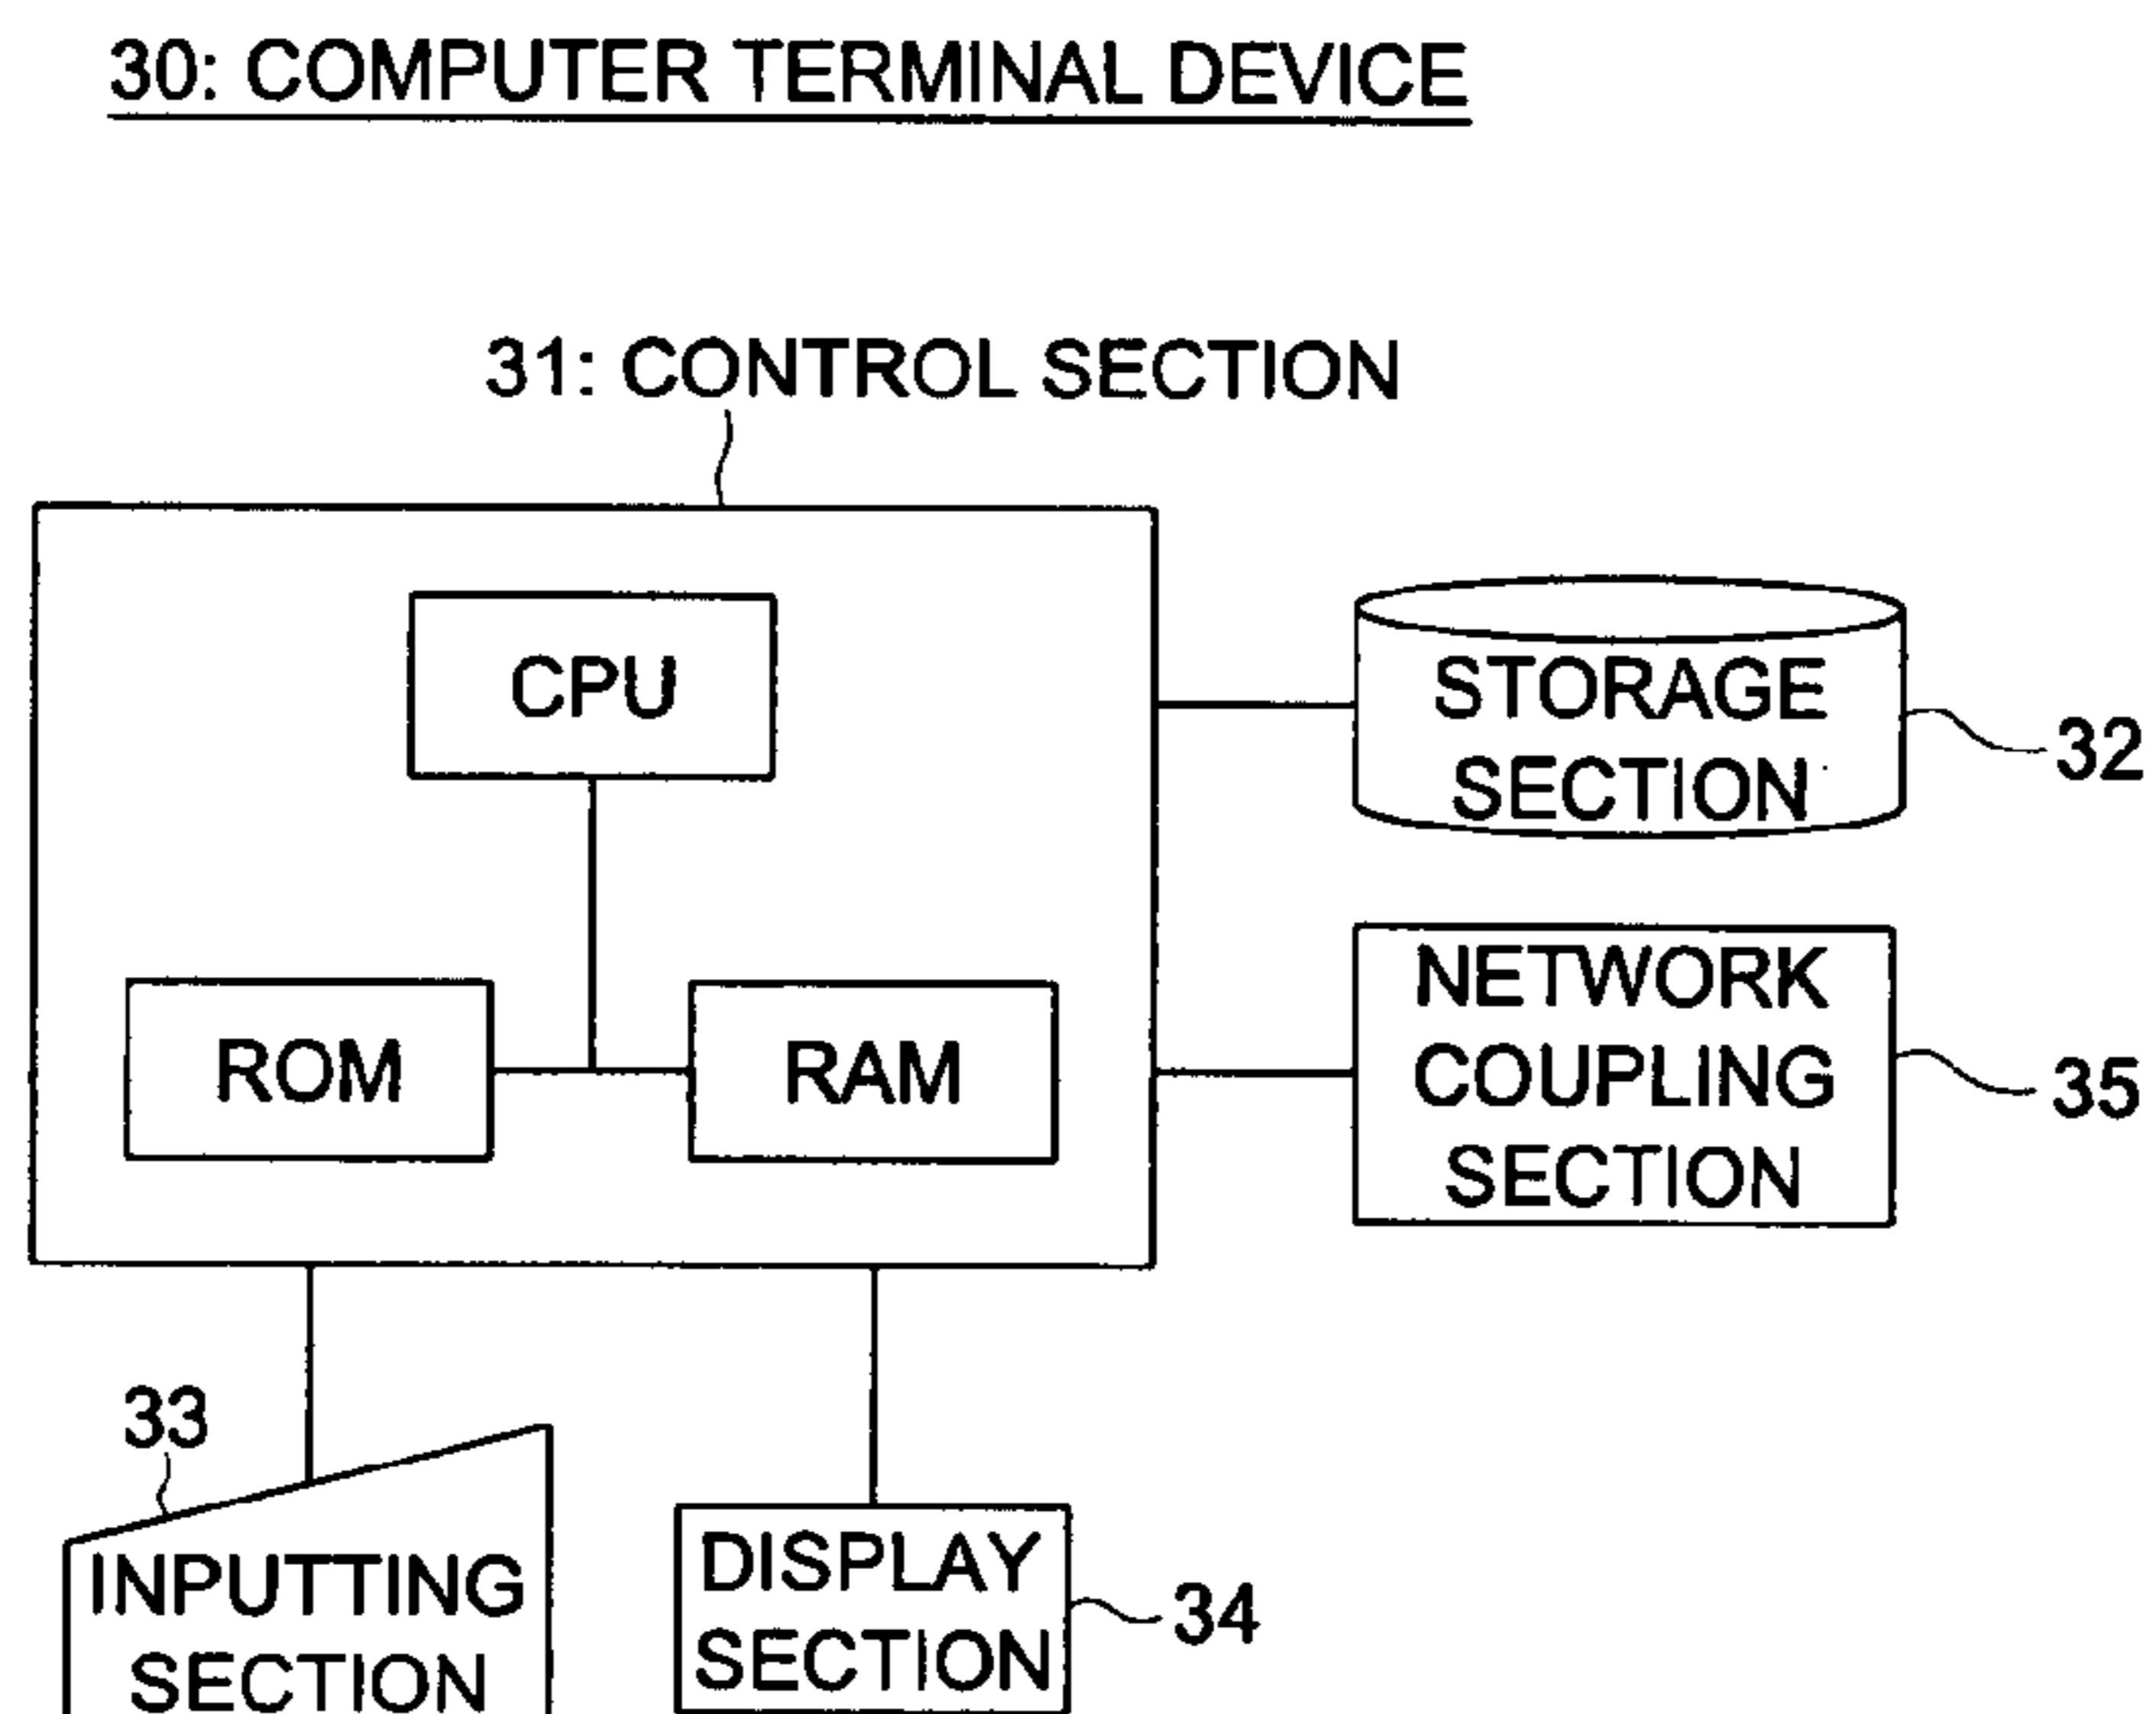 30: COMPUTER TERMINAL DEVICE
31: CONTROL SECTION
CPU
ROM
RAM
STORAGE
SECTION
32
NETWORK
COUPLING
SECTION
35
33
INPUTTING
SECTION
DISPLAY
SECTION
34